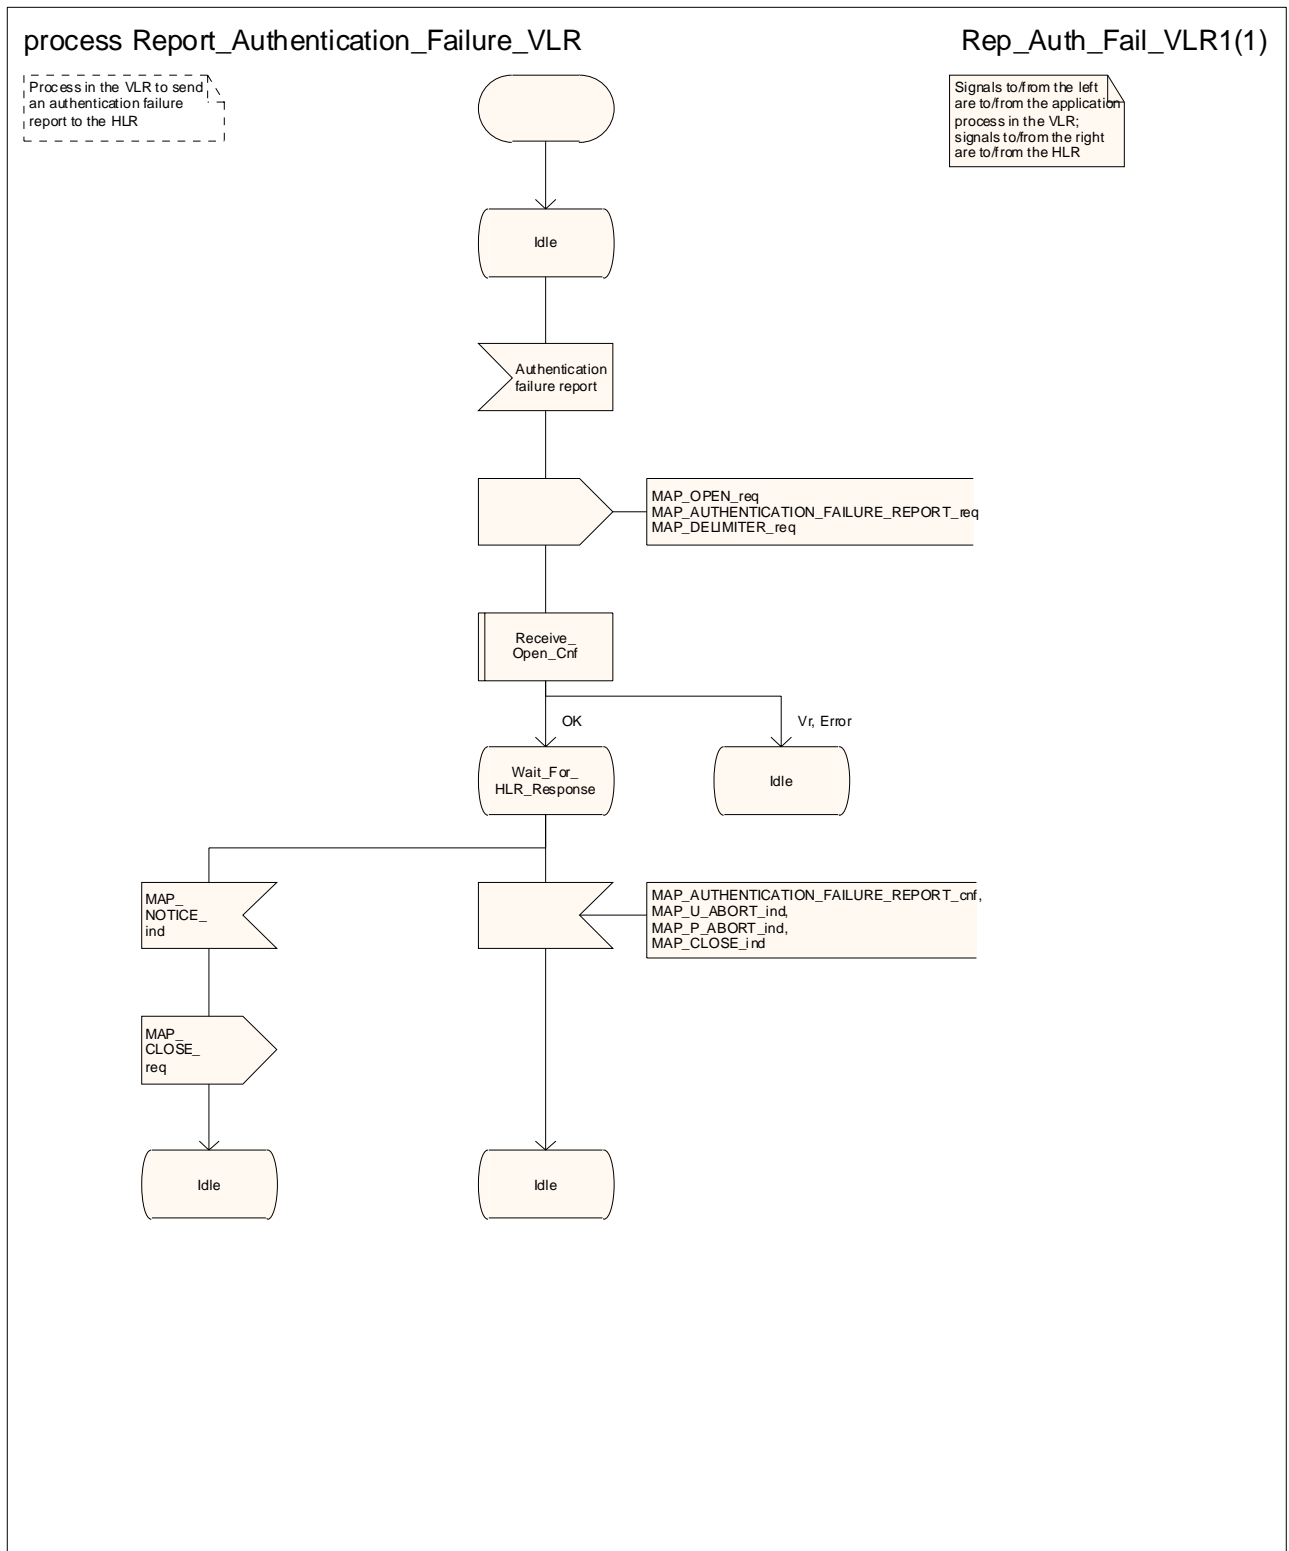 process Report_Authentication_Failure_VLR
Rep_Auth_Fail_VLR1(1)
Process in the VLR to send
an authentication failure
report to the HLR
Signals to/from the left
are to/from the application
process in the VLR;
signals to/from the right
are to/from the HLR
Idle
Authentication
failure report
MAP_OPEN_req
MAP_AUTHENTICATION_FAILURE_REPORT_req
MAP_DELIMITER_req
Receive_
Open_Cnf
OK
Vr, Error
Wait_For_
HLR_Response
Idle
MAP_
NOTICE_
ind
MAP_AUTHENTICATION_FAILURE_REPORT_cnf,
MAP_U_ABORT_ind,
MAP_P_ABORT_ind,
MAP_CLOSE_ind
MAP_
CLOSE_
req
Idle
Idle